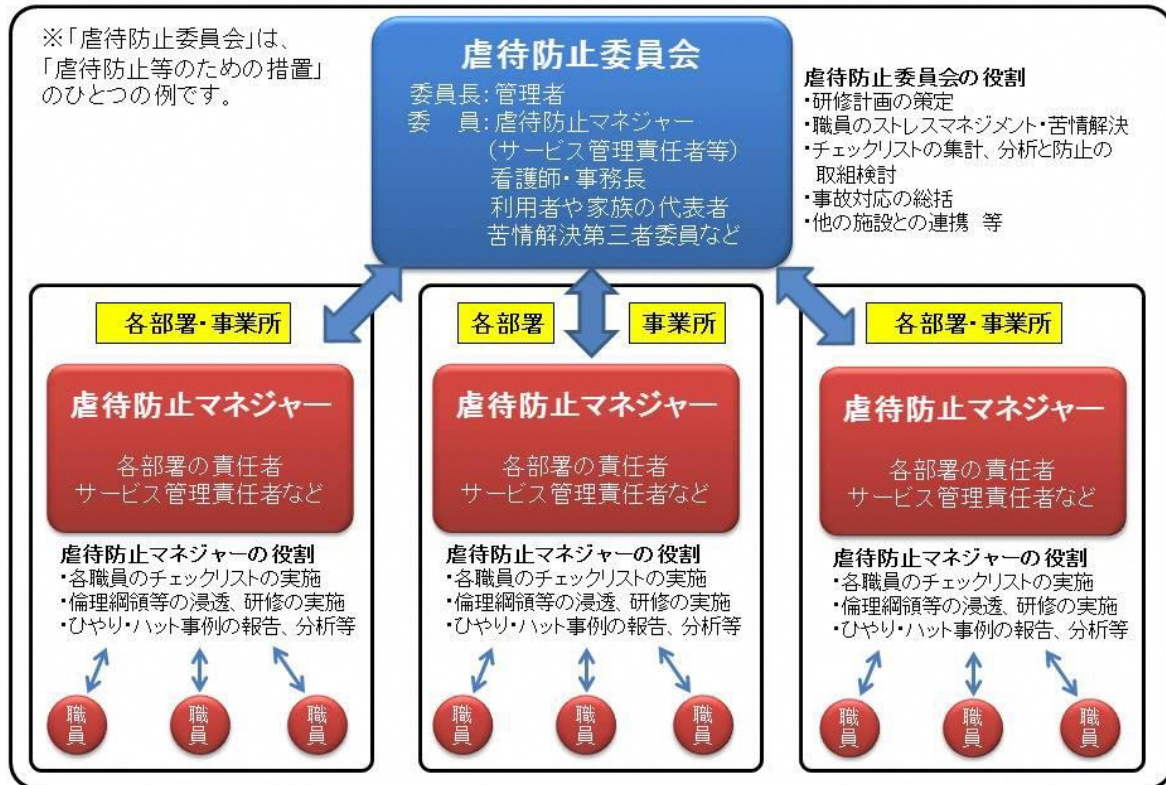 ※「虐待防止委員会」は、
「虐待防止等のための措置」
のひとつの例です。
虐待防止委員会
委員長：管理者
委　員：虐待防止マネジャー
（サービス管理責任者等）
看護師・事務長
利用者や家族の代表者
苦情解決第三者委員など
虐待防止委員会の役割
・研修計画の策定
・職員のストレスマネジメント・苦情解決
・チェックリストの集計、分析と防止の
取組検討
・事故対応の総括
・他の施設との連携　等
各部署・事業所
虐待防止マネジャー
各部署の責任者
サービス管理責任者など
虐待防止マネジャーの役割
・各職員のチェックリストの実施
・倫理綱領等の浸透、研修の実施
・ひやり・ハット事例の報告、分析等
職員
職員
職員
各部署
事業所
虐待防止マネジャー
各部署の責任者
サービス管理責任者など
虐待防止マネジャーの役割
・各職員のチェックリストの実施
・倫理綱領等の浸透、研修の実施
・ひやり・ハット事例の報告、分析等
職員
職員
職員
各部署・事業所
虐待防止マネジャー
各部署の責任者
サービス管理責任者など
虐待防止マネジャーの役割
・各職員のチェックリストの実施
・倫理綱領等の浸透、研修の実施
・ひやり・ハット事例の報告、分析等
職員
職員
職員